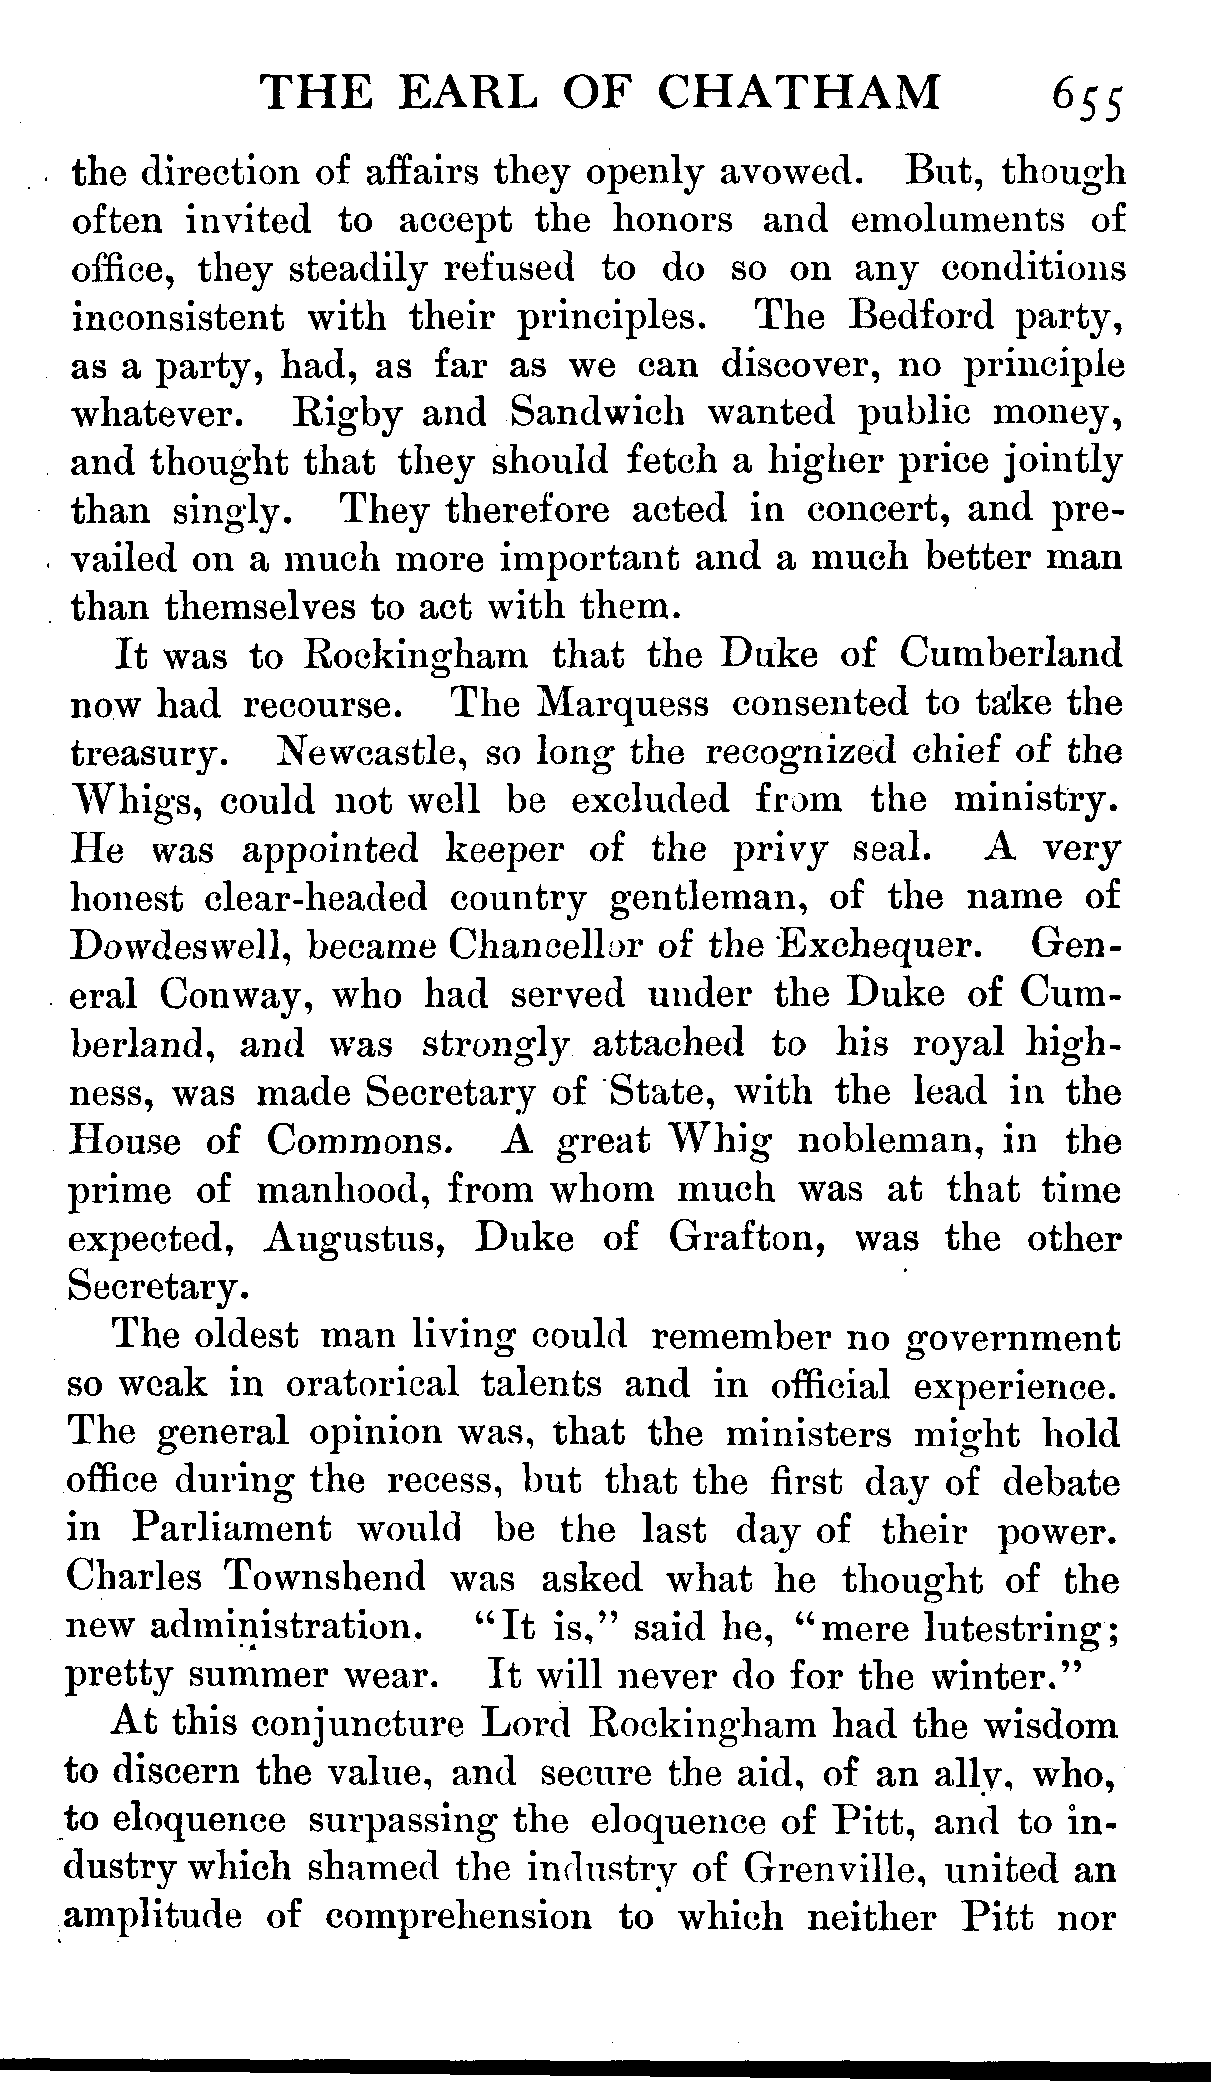 THE EARL OF CHATHAM 655
the direction of affairs they openly avowed. But, though
often invited to accept the honors and emoluments of
office, they steadily refused to do so on any conditions
inconsistent with their principles. The Bedford party,
as a party, had, as far as we can discover, no principle
whatever. Rigby and Sandwich wanted public money,
and thought that they should fetch a higher price jointly
than singly. They therefore acted in concert, and pre-
vailed on a much more important and a much better man
than themselves to act with them.
It was to Rockingham that the Duke of Cumberland
now had recourse. The Marquess consented to take the
treasury. Newcastle, so long the recognized chief of the
Whigs, could not well be excluded from the ministry.
He was appointed keeper of the privy seal. A very
honest clear-headed country gentleman, of the name of
Dowdeswell, became Chancellor of the Exchequer. Gen-
eral Conway, who had served under the Duke of Cum-
berland, and was strongly attached to his royal high-
ness, was made Secretary of State, with the lead in the
House of Commons. A great Whig nobleman, in the
prime of manhood, from whom much was at that time
expected, Augustus, Duke of Grafton, was the other
Secretary.
The oldest man living could remember no government
so weak in oratorical talents and in official experience.
The general opinion was, that the ministers might hold
office during the recess, but that the first day of debate
in Parliament would be the last day of their power.
Charles Townshend was asked what he thought of the
new administration. "It is," said he, "mere lutestring;
pretty summer wear. It will never do for the winter."
At this conjuncture Lord Rockingham had the wisdom
to discern the value, and secure the aid, of an ally, who,
to eloquence surpassing the eloquence of Pitt, and to in-
dustry which shamed the industry of Grenville, united an
amplitude of comprehension to which neither Pitt nor